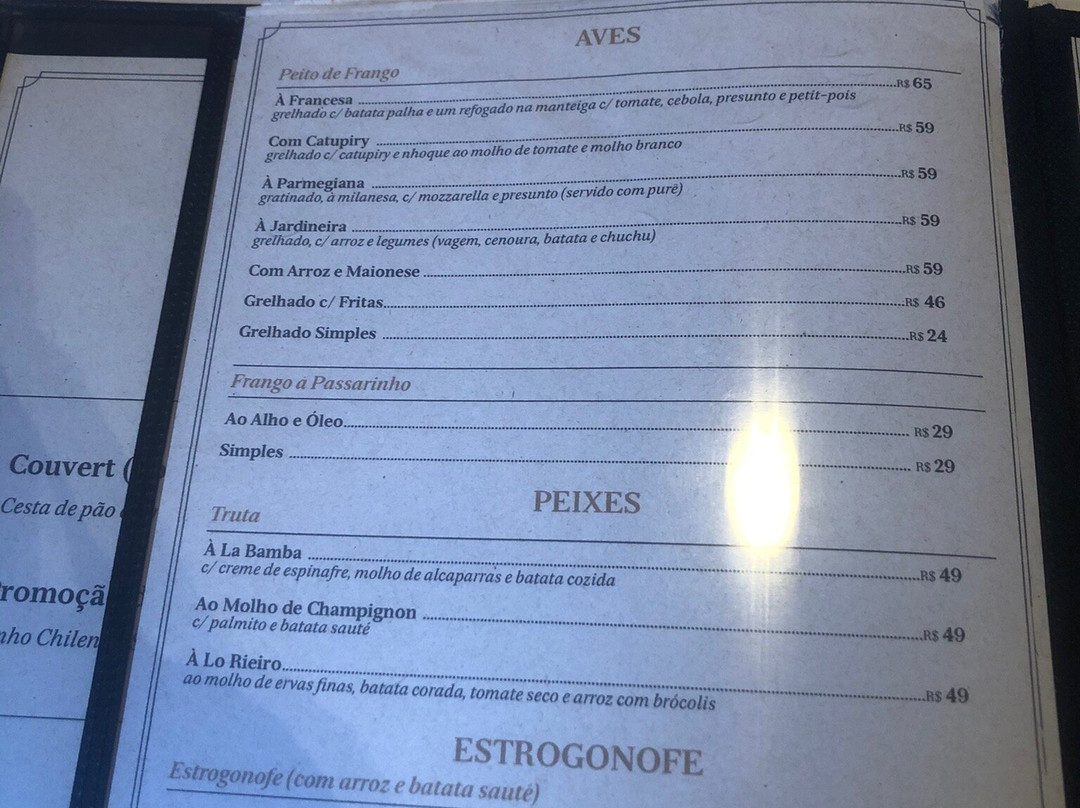 AVES
Peito de Frango
À Francesa R$ 65
grelhado c/ batata palha e um refogado na manteiga c/ tomate, cebola, presunto e petit-pois
Com Catupiry R$ 59
grelhado c/ catupiry e nhoque ao molho de tomate e molho branco
À Parmegiana R$ 59
gratinado, à milanesa, c/ mozzarella e presunto (servido com purê)
À Jardineira R$ 59
grelhado, c/ arroz e legumes (vagem, cenoura, batata e chuchu)
Com Arroz e Maionese R$ 59
Grelhado c/ Fritas R$ 46
Grelhado Simples R$ 24
Frango à Passarinho
Ao Alho e Óleo R$ 29
Simples R$ 29
PEIXES
Truta
À La Bamba R$ 49
c/ creme de espinafre, molho de alcaparras e batata cozida
Ao Molho de Champignon R$ 49
c/ palmito e batata sauté
À Lo Rieiro R$ 49
ao molho de ervas finas, batata corada, tomate seco e arroz com brócolis
ESTROGONOFE
Estrogonofe (com arroz e batata sauté)
Couvert (
Cesta de pão
romoçã
nho Chilen